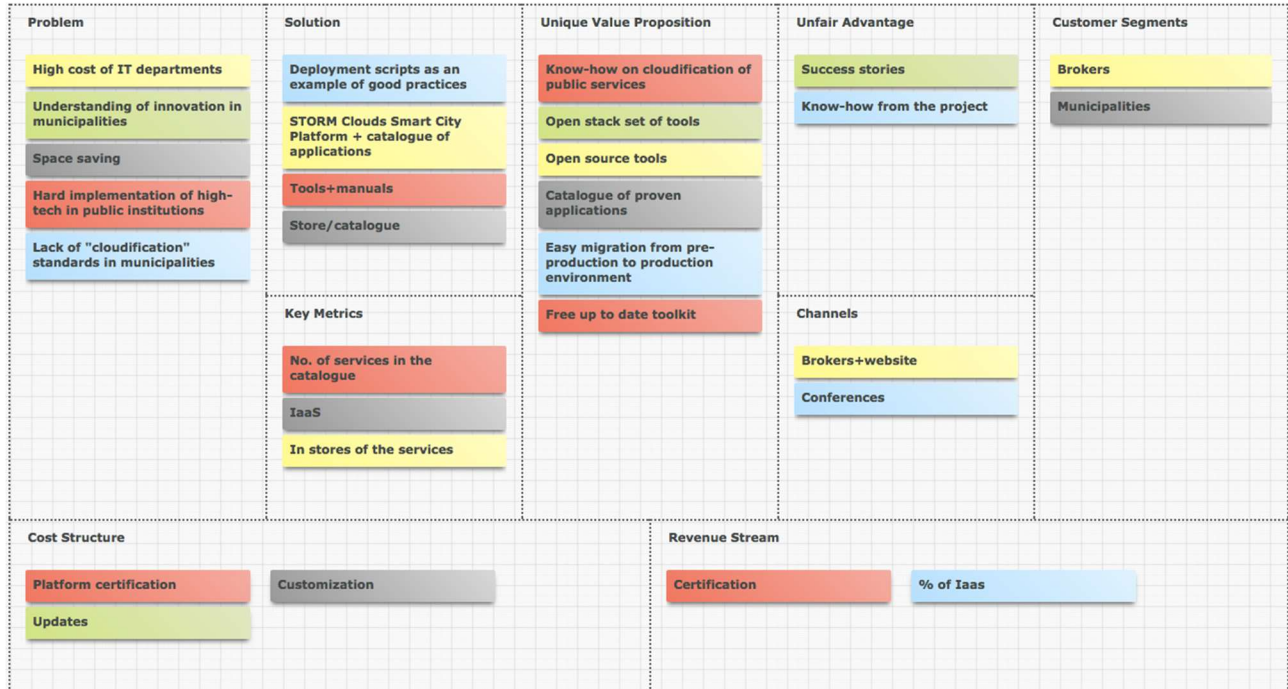 Problem
High cost of IT departments
Understanding of innovation in
municipalities
Space saving
Hard implementation of high-
tech in public institutions
Lack of "cloudification"
standards in municipalities
Solution
Deployment scripts as an
example of good practices
STORM Clouds Smart City
Platform + catalogue of
applications
Tools+manuals
Store/catalogue
Key Metrics
No. of services in the
catalogue
IaaS
In stores of the services
Unique Value Proposition
Know-how on cloudification of
public services
Open stack set of tools
Open source tools
Catalogue of proven
applications
Easy migration from pre-
production to production
environment
Free up to date toolkit
Unfair Advantage
Success stories
Know-how from the project
Channels
Brokers+website
Conferences
Customer Segments
Brokers
Municipalities
Cost Structure
Platform certification
Customization
Updates
Revenue Stream
Certification
% of Iaas